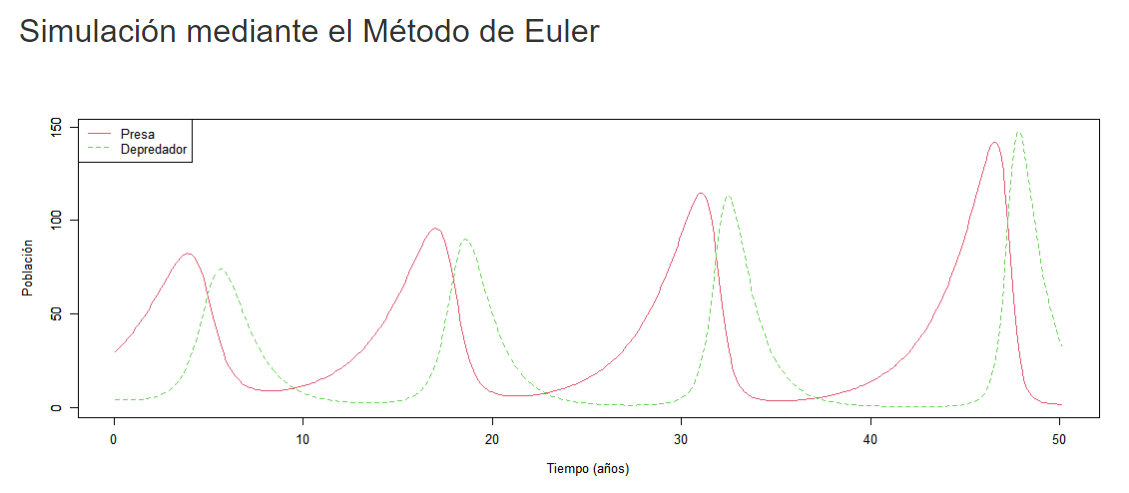 Simulación mediante el Método de Euler
Presa
Depredador
150
100
50
0
Población
0 10 20 30 40 50
Tiempo (años)